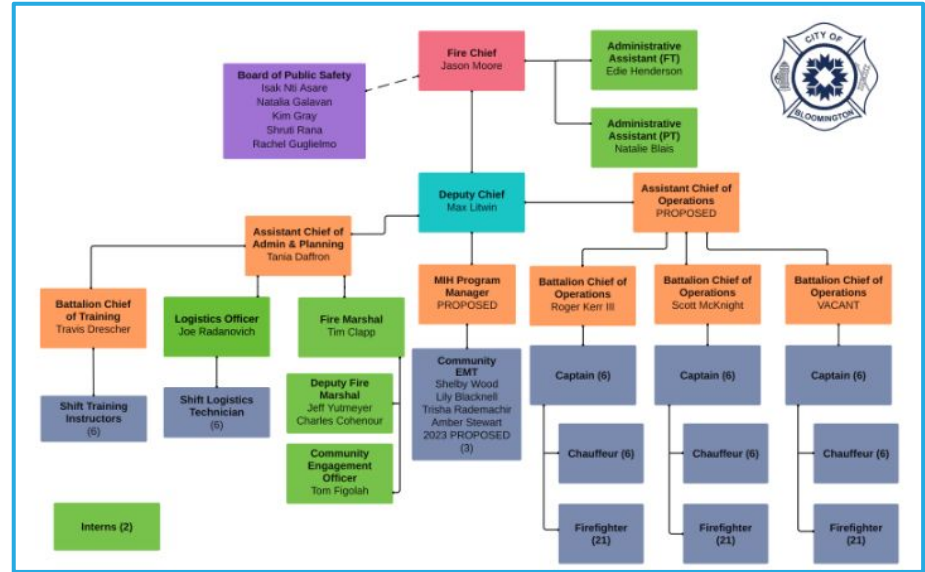 Fire Chief
Jason Moore
Administrative
Assistant (FT)
Edie Henderson
CITY OF
BLOOMINGTON
Board of Public Safety
Isak Nti Asare
Natalia Galavan
Kim Gray
Shruti Rana
Rachel Guglielmo
Administrative
Assistant (PT)
Natalie Blais
Deputy Chief
Max Litwin
Assistant Chief of
Operations
PROPOSED
Assistant Chief of
Admin & Planning
Tania Daffron
Battalion Chief
of Training
Travis Drescher
Logistics Officer
Joe Radanovich
Fire Marshal
Tim Clapp
MIH Program
Manager
PROPOSED
Battalion Chief of
Operations
Roger Kerr III
Battalion Chief of
Operations
Scott McKnight
Battalion Chief of
Operations
VACANT
Shift Training
Instructors
(6)
Shift Logistics
Technician
(6)
Deputy Fire
Marshal
Jeff Yutmeyer
Charles Cohenour
Community
EMT
Shelby Wood
Lily Blacknell
Trisha Rademachir
Amber Stewart
2023 PROPOSED
(3)
Captain (6)
Captain (6)
Captain (6)
Community
Engagement
Officer
Tom Figolah
Chauffeur (6)
Chauffeur (6)
Chauffeur (6)
Interns (2)
Firefighter
(21)
Firefighter
(21)
Firefighter
(21)